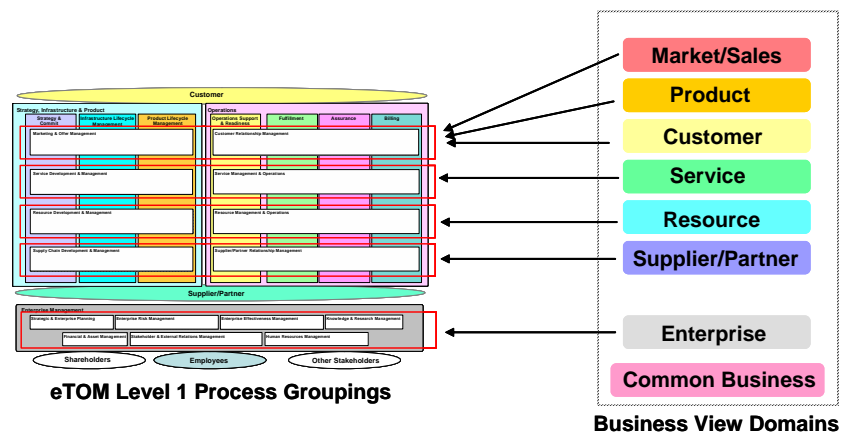 Customer
Strategy, Infrastructure & Product
Operations
Strategy &
Commit
Infrastructure Lifecycle
Management
Product Lifecycle
Management
Operations Support
& Readiness
Fulfillment
Assurance
Billing
Marketing & Offer Management
Customer Relationship Management
Service Development & Management
Service Management & Operations
Resource Development & Management
Resource Management & Operations
Supply Chain Development & Management
Supplier/Partner Relationship Management
Supplier/Partner
Enterprise Management
Strategic & Enterprise Planning
Enterprise Risk Management
Enterprise Effectiveness Management
Knowledge & Research Management
Financial & Asset Management
Stakeholder & External Relations Management
Human Resources Management
Shareholders
Employees
Other Stakeholders
eTOM Level 1 Process Groupings
Market/Sales
Product
Customer
Service
Resource
Supplier/Partner
Enterprise
Common Business
Business View Domains